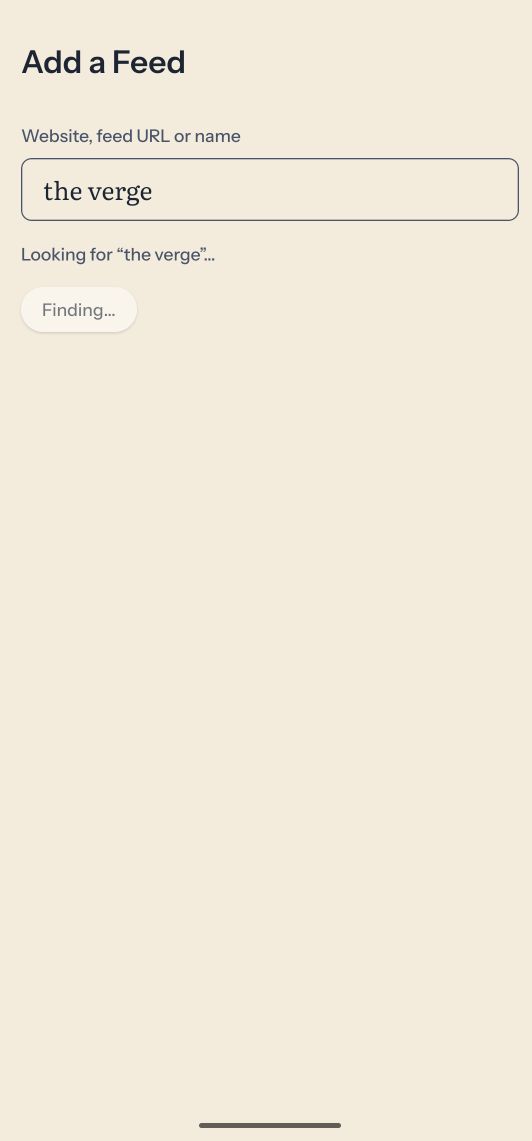 Add a Feed
Website, feed URL or name
the verge
Looking for “the verge”...
Finding...